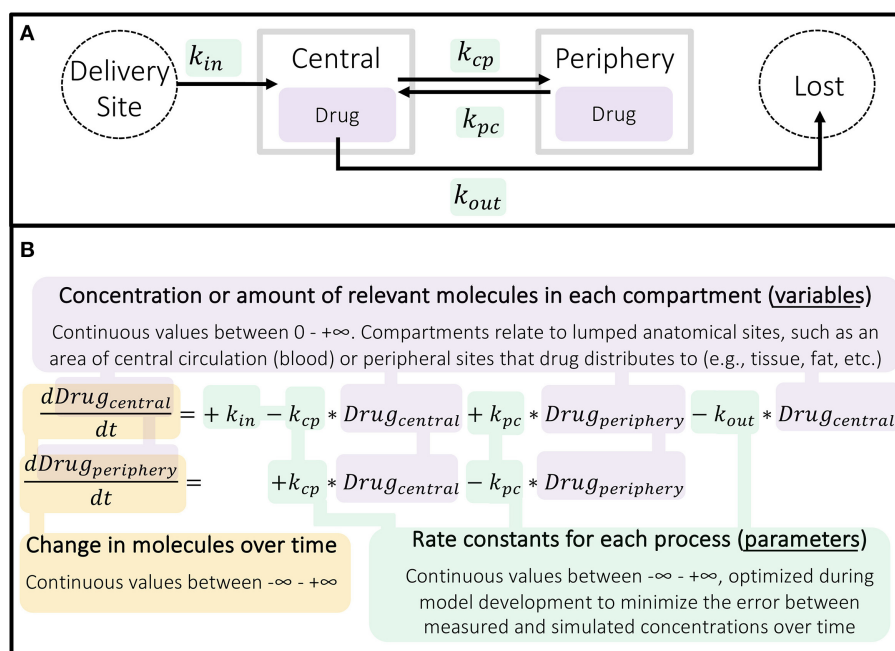 A
Delivery
Site
k_in
Central
Drug
k_cp
k_pc
Periphery
Drug
Lost
k_out
B
Concentration or amount of relevant molecules in each compartment (variables)
Continuous values between 0 - +∞. Compartments relate to lumped anatomical sites, such as an
area of central circulation (blood) or peripheral sites that drug distributes to (e.g., tissue, fat, etc.)
dDrug_central/dt = + k_in − k_cp * Drug_central + k_pc * Drug_periphery − k_out * Drug_central
dDrug_periphery/dt = +k_cp * Drug_central − k_pc * Drug_periphery
Change in molecules over time
Continuous values between -∞ - +∞
Rate constants for each process (parameters)
Continuous values between -∞ - +∞, optimized during
model development to minimize the error between
measured and simulated concentrations over time